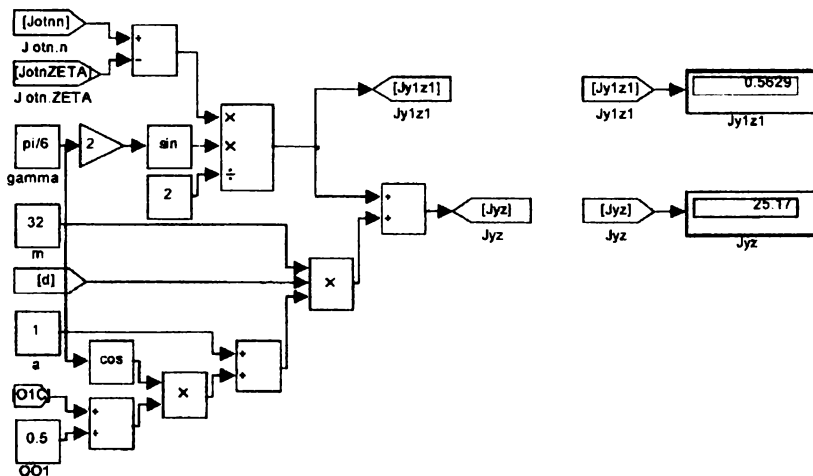 [Jotnn]
J otn.n
[JotnZETA]
J otn.ZETA
+
−
pi/6
gamma
2
sin
2
×
×
÷
[Jy1z1]
Jy1z1
[Jy1z1]
Jy1z1
0.5629
Jy1z1
32
m
+
+
[Jyz]
Jyz
[Jyz]
Jyz
25.17
Jyz
[d]
×
1
a
cos
×
+
+
[O1C]
+
+
0.5
OO1